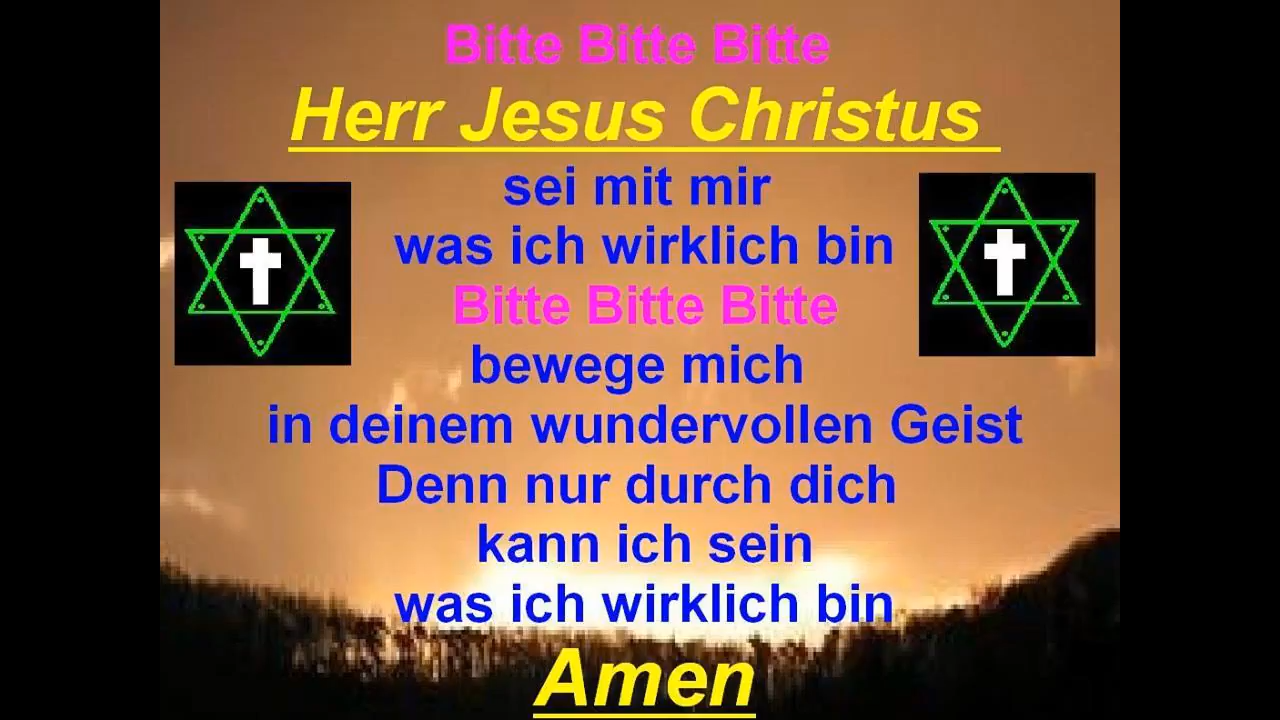 Bitte Bitte Bitte
Herr Jesus Christus
sei mit mir
was ich wirklich bin
Bitte Bitte Bitte
bewege mich
in deinem wundervollen Geist
Denn nur durch dich
kann ich sein
was ich wirklich bin
Amen